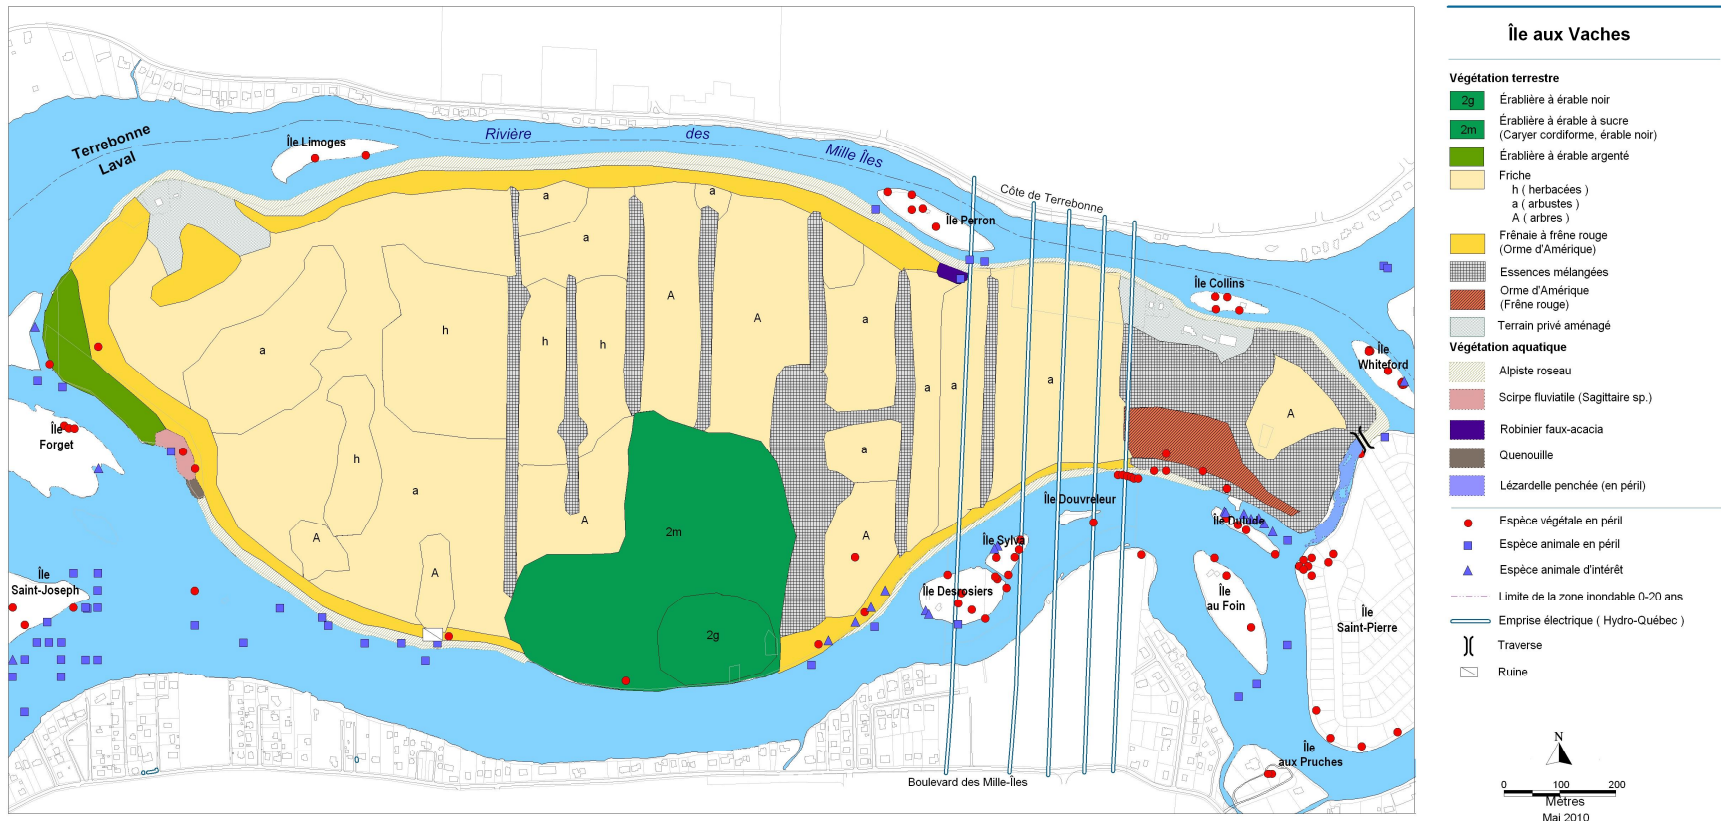 Île aux Vaches
Végétation terrestre
2g
Érablière à érable noir
2m
Érablière à érable à sucre
(Caryer cordiforme, érable noir)
Érablière à érable argenté
Friche
h ( herbacées )
a ( arbustes )
A ( arbres )
Frênaie à frêne rouge
(Orme d'Amérique)
Essences mélangées
Orme d'Amérique
(Frêne rouge)
Terrain privé aménagé
Végétation aquatique
Alpiste roseau
Scirpe fluviatile (Sagittaire sp.)
Robinier faux-acacia
Quenouille
Lézardelle penchée (en péril)
Espèce végétale en péril
Espèce animale en péril
Espèce animale d'intérêt
Limite de la zone inondable 0-20 ans
Emprise électrique ( Hydro-Québec )
Traverse
Ruine
N
0 100 200
Mètres
Mai 2010
Terrebonne
Laval
Île Limoges
Rivière des Mille Îles
Côte de Terrebonne
Île Perron
Île Collins
Île
Whiteford
Île
Forget
Île
Saint-Joseph
Île Douvreleur
Île Sylva
Île Desrosiers
Île Dulude
Île
au Foin
Île
Saint-Pierre
Île
aux Pruches
Boulevard des Mille-Îles
a
a
a
A
A
h
a
h
h
a
a
a
a
A
a
h
a
A
A
A
A
2m
2g